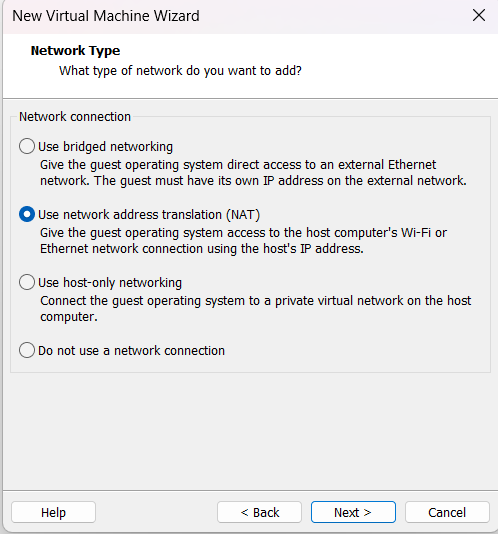 New Virtual Machine Wizard
Network Type
What type of network do you want to add?
Network connection
Use bridged networking
Give the guest operating system direct access to an external Ethernet
network. The guest must have its own IP address on the external network.
Use network address translation (NAT)
Give the guest operating system access to the host computer's Wi-Fi or
Ethernet network connection using the host's IP address.
Use host-only networking
Connect the guest operating system to a private virtual network on the host
computer.
Do not use a network connection
Help
< Back
Next >
Cancel